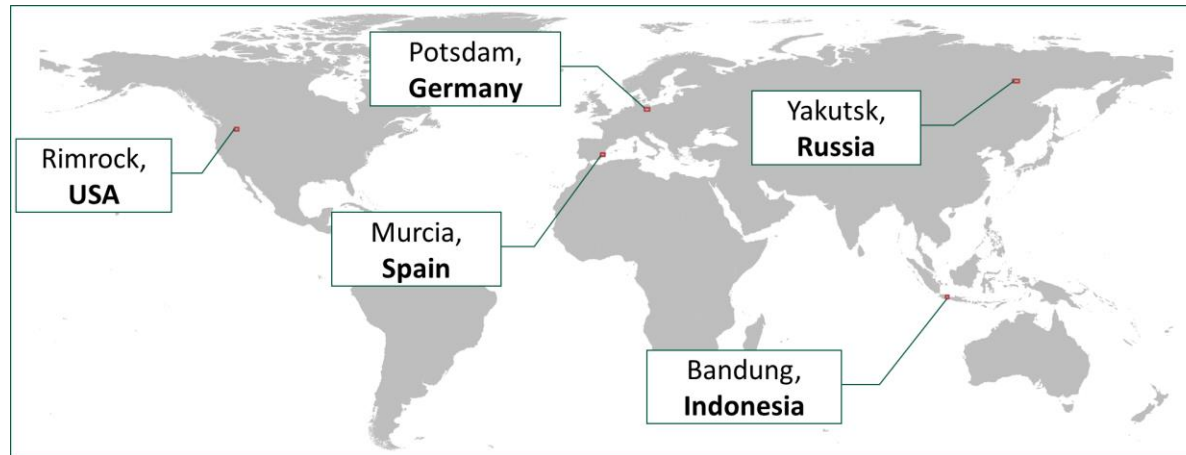 Potsdam,
Germany
Yakutsk,
Russia
Rimrock,
USA
Murcia,
Spain
Bandung,
Indonesia